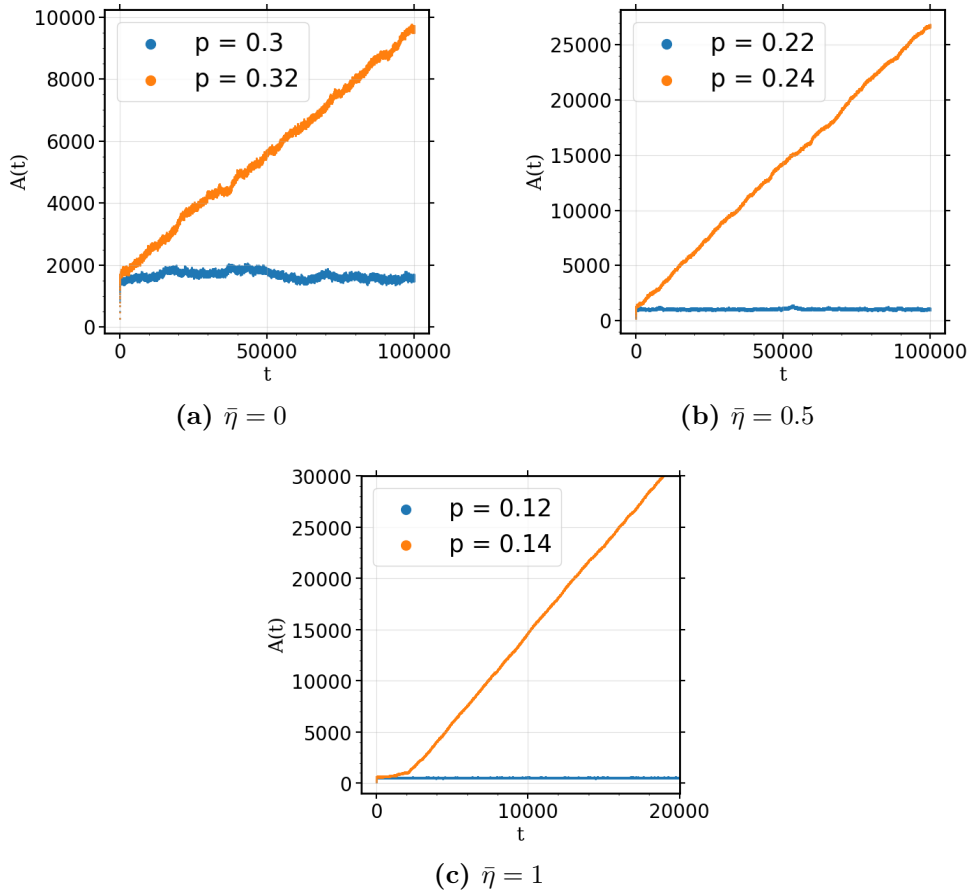 10000
8000
6000
4000
2000
0
A(t)
p = 0.3
p = 0.32
0
50000
100000
t
(a) η̄ = 0
25000
20000
15000
10000
5000
0
A(t)
p = 0.22
p = 0.24
0
50000
100000
t
(b) η̄ = 0.5
30000
25000
20000
15000
10000
5000
0
A(t)
p = 0.12
p = 0.14
0
10000
20000
t
(c) η̄ = 1